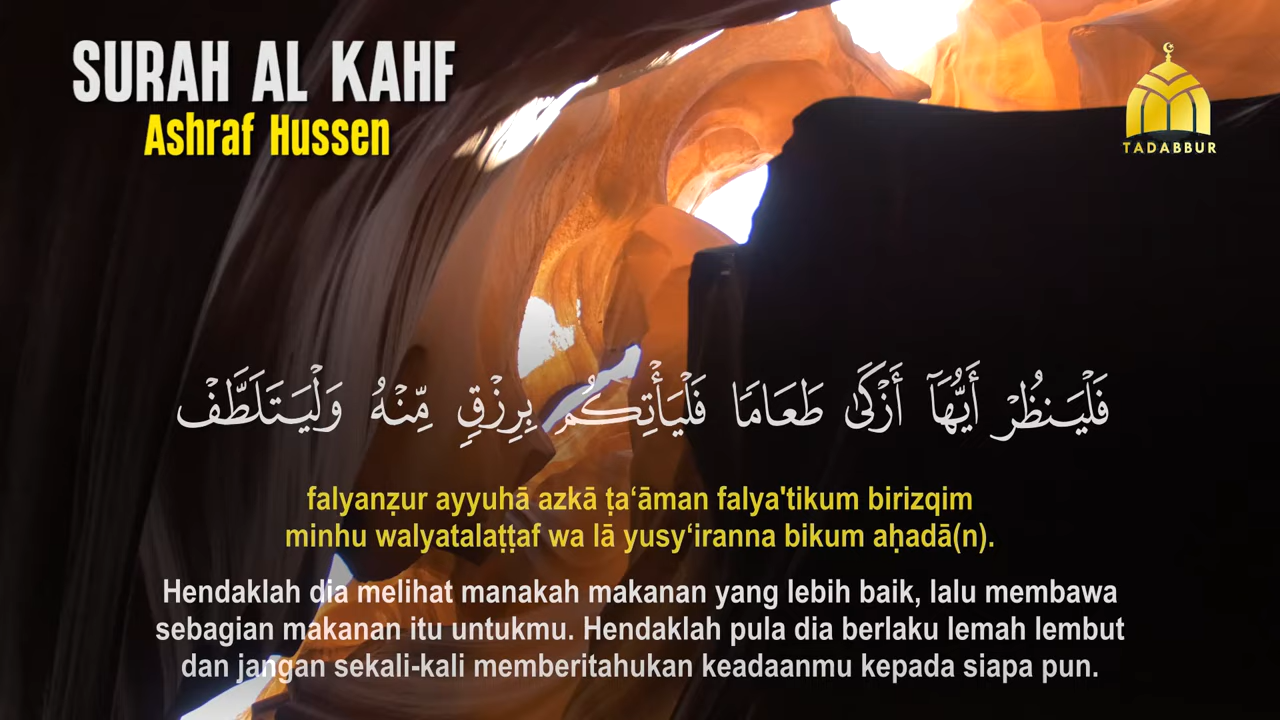 SURAH AL KAHF
Ashraf Hussen
TADABBUR
فَلْيَنظُرْ أَيُّهَآ أَزْكَىٰ طَعَامًا فَلْيَأْتِكُم بِرِزْقٍ مِّنْهُ وَلْيَتَلَطَّفْ
falyanẓur ayyuhā azkā ṭa‘āman falya'tikum birizqim
minhu walyatalaṭṭaf wa lā yusy‘iranna bikum aḥadā(n).
Hendaklah dia melihat manakah makanan yang lebih baik, lalu membawa
sebagian makanan itu untukmu. Hendaklah pula dia berlaku lemah lembut
dan jangan sekali-kali memberitahukan keadaanmu kepada siapa pun.